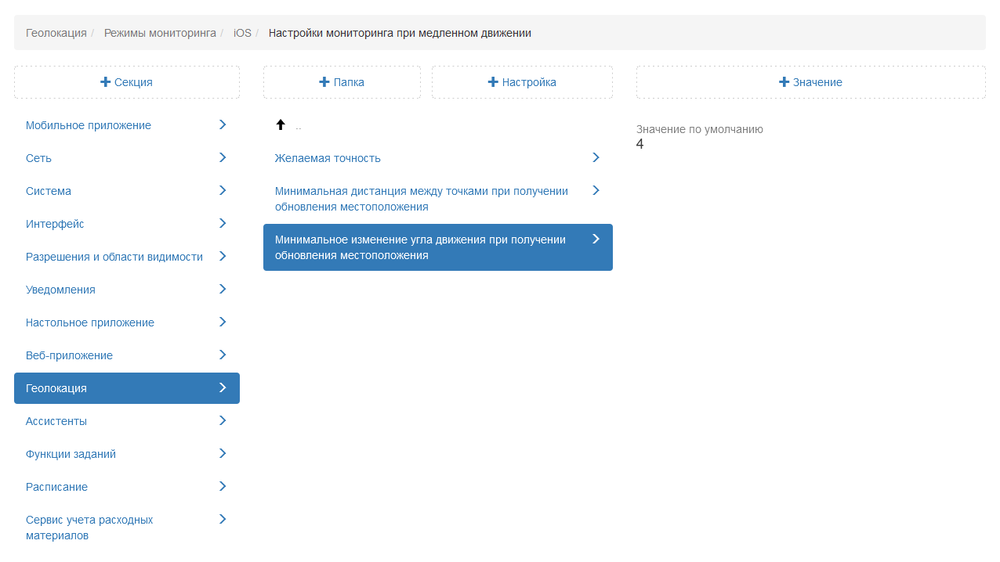 Геолокация / Режимы мониторинга / iOS / Настройки мониторинга при медленном движении
Секция
Папка
Настройка
Значение
Мобильное приложение
Сеть
Система
Интерфейс
Разрешения и области видимости
Уведомления
Настольное приложение
Веб-приложение
Геолокация
Ассистенты
Функции заданий
Расписание
Сервис учета расходных
материалов
..
Желаемая точность
Минимальная дистанция между точками при получении
обновления местоположения
Минимальное изменение угла движения при получении
обновления местоположения
Значение по умолчанию
4